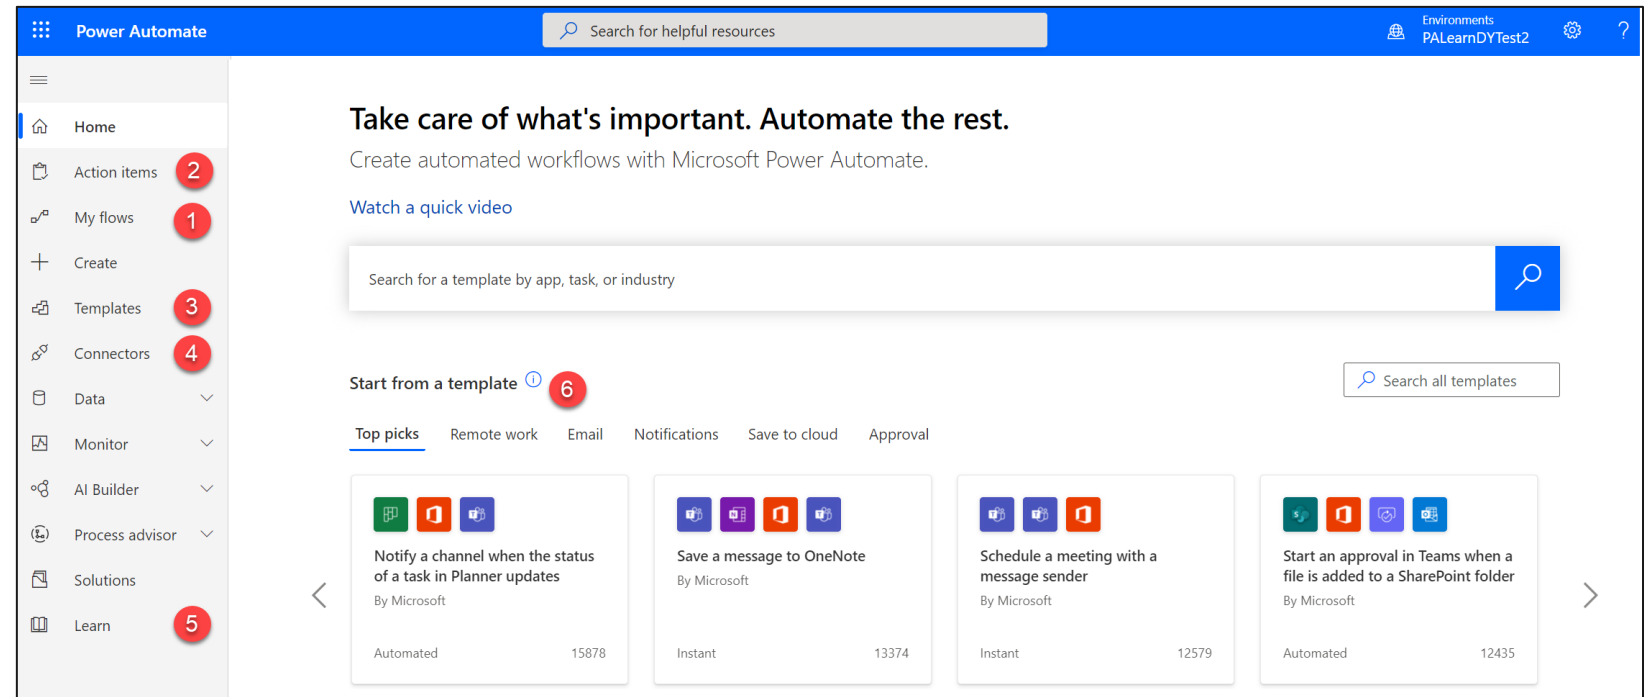 Power Automate
Search for helpful resources
Environments
PALearnDYTest2
?
Home
Action items 2
My flows 1
Create
Templates 3
Connectors 4
Data
Monitor
AI Builder
Process advisor
Solutions
Learn 5
Take care of what's important. Automate the rest.
Create automated workflows with Microsoft Power Automate.
Watch a quick video
Search for a template by app, task, or industry
Start from a template 6
Search all templates
Top picks Remote work Email Notifications Save to cloud Approval
Notify a channel when the status
of a task in Planner updates
By Microsoft
Automated 15878
Save a message to OneNote
By Microsoft
Instant 13374
Schedule a meeting with a
message sender
By Microsoft
Instant 12579
Start an approval in Teams when a
file is added to a SharePoint folder
By Microsoft
Automated 12435